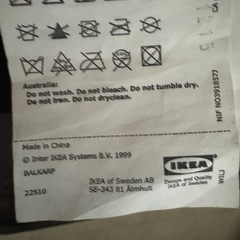 Australia:
Do not wash. Do not bleach. Do not tumble dry.
Do not iron. Do not dryclean.
Made in China
© Inter IKEA Systems B.V. 1999
BALKARP
22510
IKEA of Sweden AB
SE-343 81 Älmhult
IKEA
Design and Quality
IKEA of Sweden
1215
CA